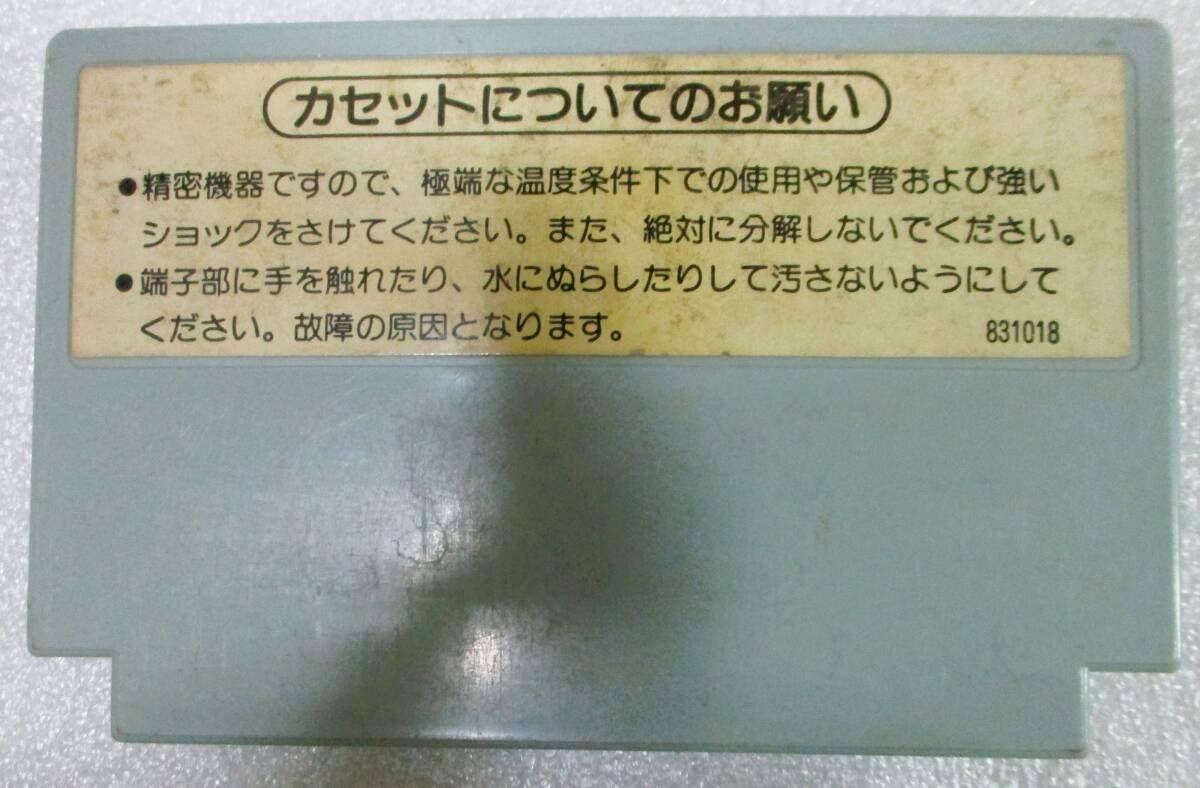 カセットについてのお願い
●精密機器ですので、極端な温度条件下での使用や保管および強い
ショックをさけてください。また、絶対に分解しないでください。
●端子部に手を触れたり、水にぬらしたりして汚さないようにして
ください。故障の原因となります。
831018